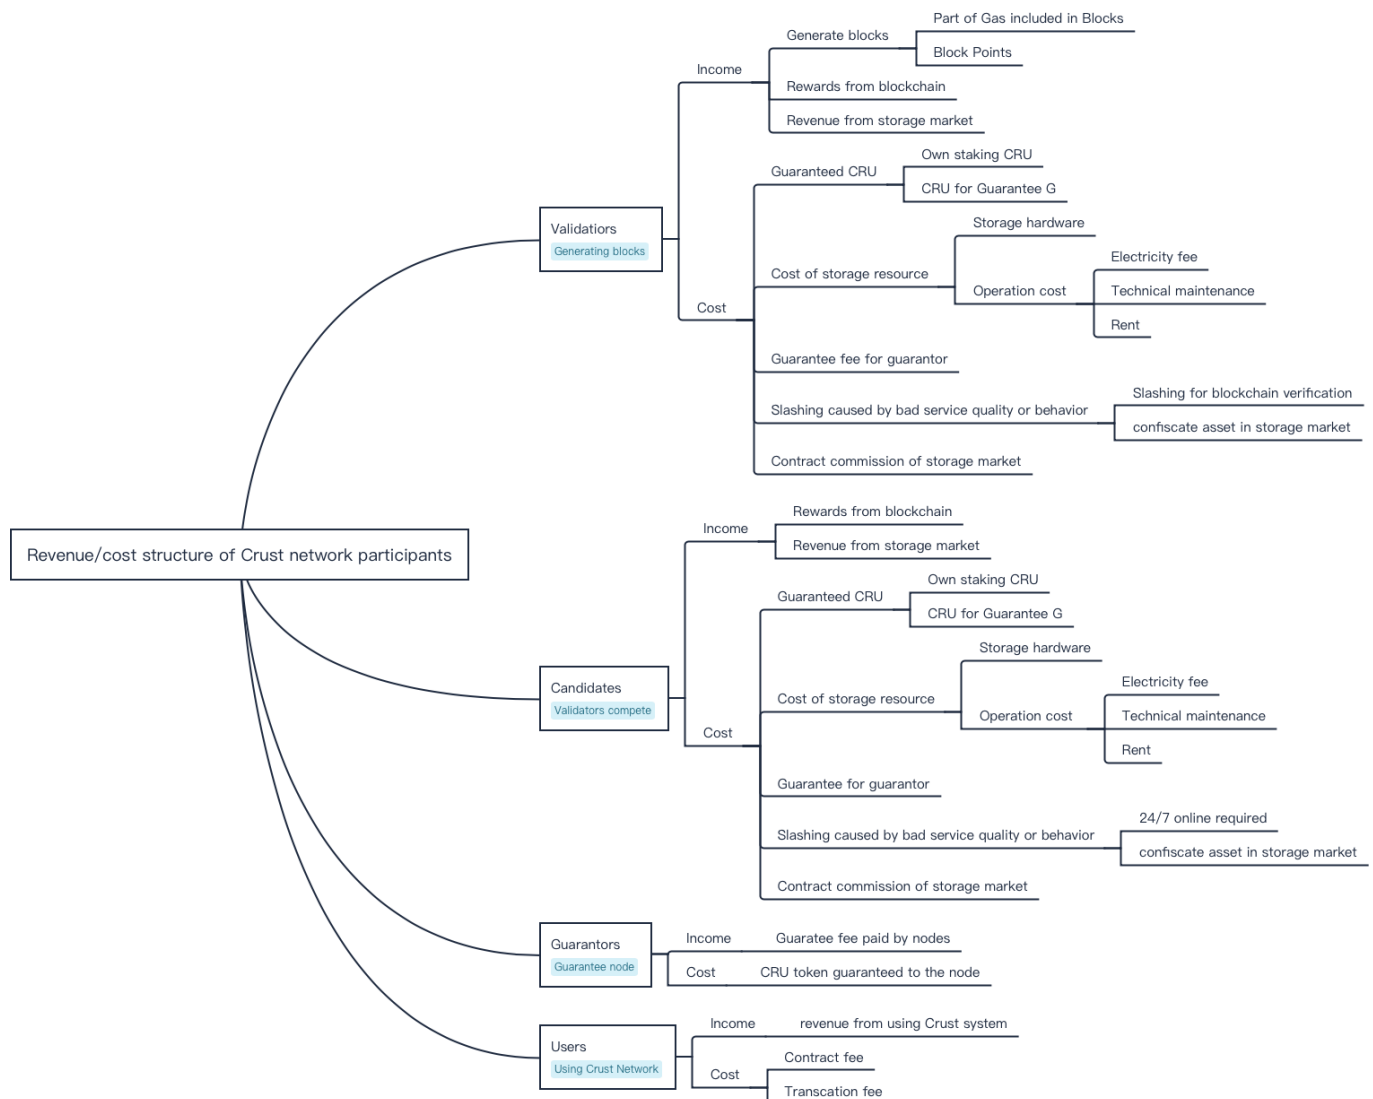 Revenue/cost structure of Crust network participants
Validatiors
Generating blocks
Income
Generate blocks
Part of Gas included in Blocks
Block Points
Rewards from blockchain
Revenue from storage market
Cost
Guaranteed CRU
Own staking CRU
CRU for Guarantee G
Cost of storage resource
Storage hardware
Operation cost
Electricity fee
Technical maintenance
Rent
Guarantee fee for guarantor
Slashing caused by bad service quality or behavior
Slashing for blockchain verification
confiscate asset in storage market
Contract commission of storage market
Candidates
Validators compete
Income
Rewards from blockchain
Revenue from storage market
Cost
Guaranteed CRU
Own staking CRU
CRU for Guarantee G
Cost of storage resource
Storage hardware
Operation cost
Electricity fee
Technical maintenance
Rent
Guarantee for guarantor
Slashing caused by bad service quality or behavior
24/7 online required
confiscate asset in storage market
Contract commission of storage market
Guarantors
Guarantee node
Income
Guaratee fee paid by nodes
Cost
CRU token guaranteed to the node
Users
Using Crust Network
Income
revenue from using Crust system
Cost
Contract fee
Transcation fee